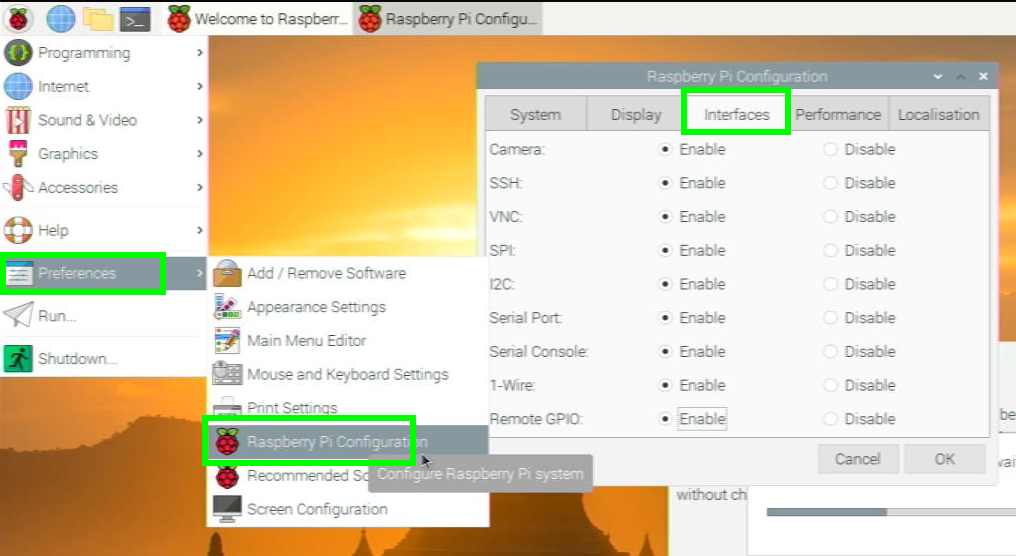 Welcome to Raspberr...
Raspberry Pi Configu...
Programming
Internet
Sound & Video
Graphics
Accessories
Help
Preferences
Run...
Shutdown...
Add / Remove Software
Appearance Settings
Main Menu Editor
Mouse and Keyboard Settings
Print Settings
Raspberry Pi Configuration
Recommended So
Screen Configuration
Configure Raspberry Pi system
Raspberry Pi Configuration
System Display Interfaces Performance Localisation
Camera: Enable Disable
SSH: Enable Disable
VNC: Enable Disable
SPI: Enable Disable
I2C: Enable Disable
Serial Port: Enable Disable
Serial Console: Enable Disable
1-Wire: Enable Disable
Remote GPIO: Enable Disable
Cancel OK
be
without ch